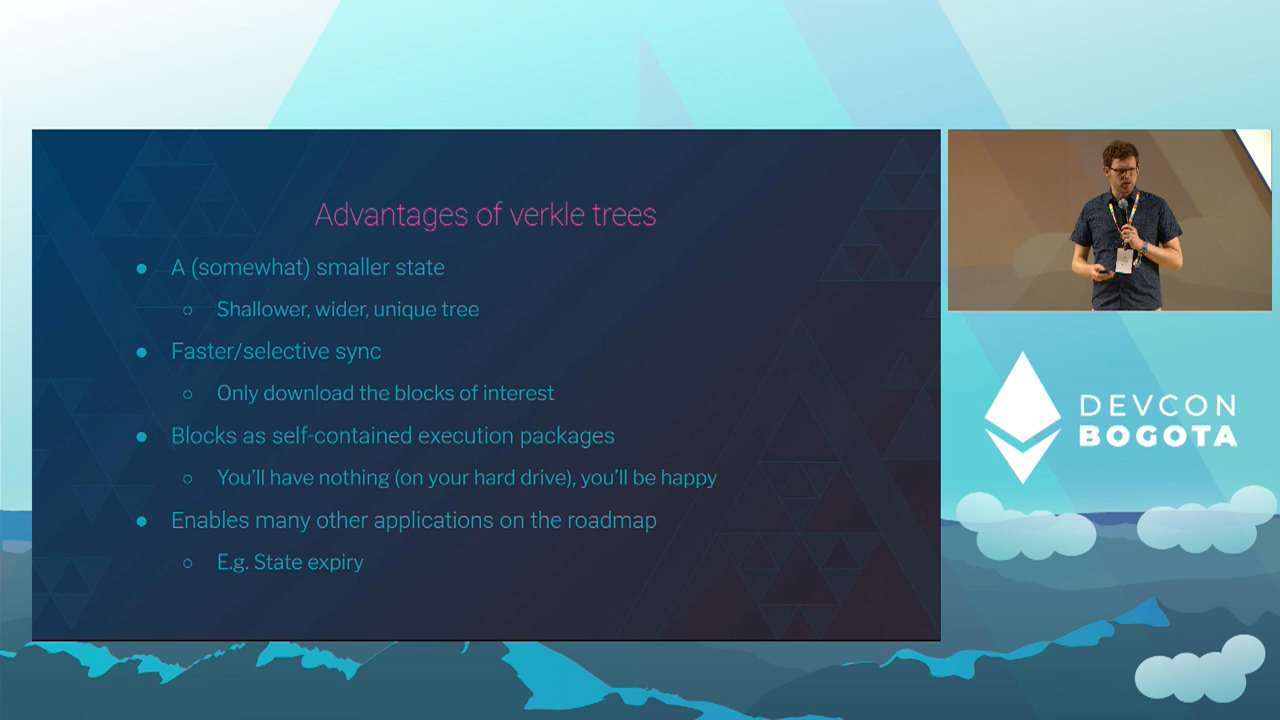 Advantages of verkle trees
● A (somewhat) smaller state
○ Shallower, wider, unique tree
● Faster/selective sync
○ Only download the blocks of interest
● Blocks as self-contained execution packages
○ You'll have nothing (on your hard drive), you'll be happy
● Enables many other applications on the roadmap
○ E.g. State expiry
DEVCON
BOGOTA